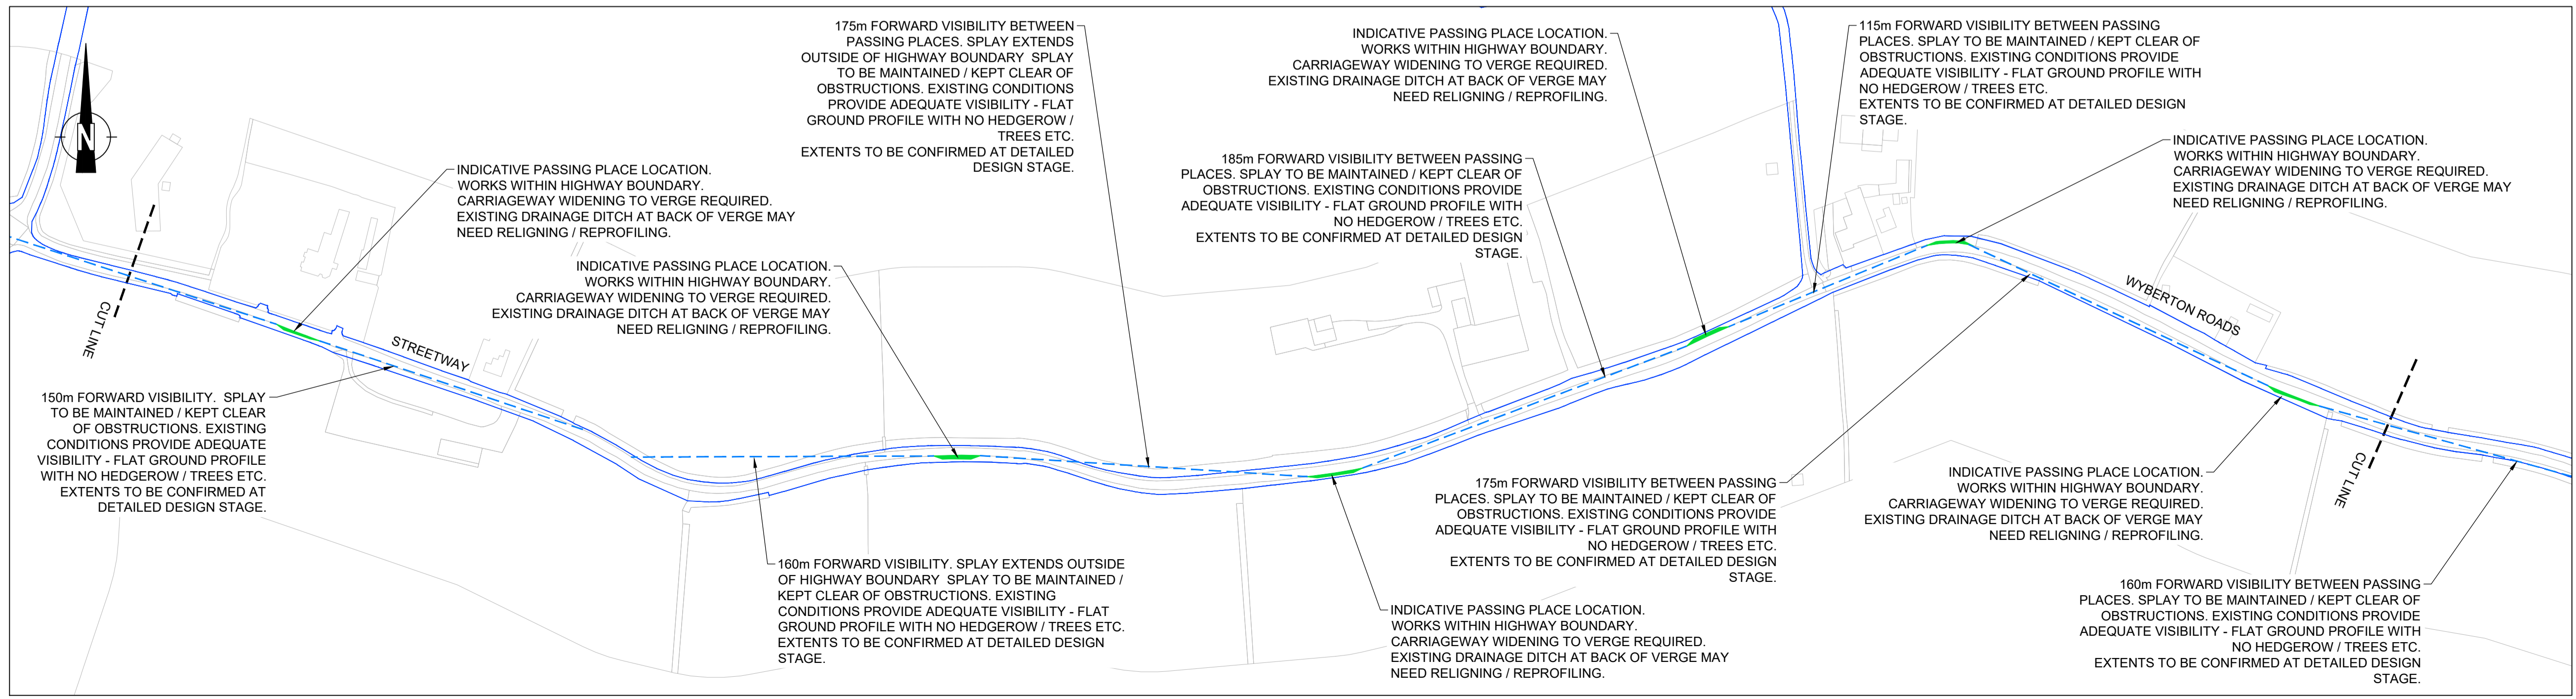 175m FORWARD VISIBILITY BETWEEN
PASSING PLACES. SPLAY EXTENDS
OUTSIDE OF HIGHWAY BOUNDARY SPLAY
TO BE MAINTAINED / KEPT CLEAR OF
OBSTRUCTIONS. EXISTING CONDITIONS
PROVIDE ADEQUATE VISIBILITY - FLAT
GROUND PROFILE WITH NO HEDGEROW /
TREES ETC.
EXTENTS TO BE CONFIRMED AT DETAILED
DESIGN STAGE.
INDICATIVE PASSING PLACE LOCATION.
WORKS WITHIN HIGHWAY BOUNDARY.
CARRIAGEWAY WIDENING TO VERGE REQUIRED.
EXISTING DRAINAGE DITCH AT BACK OF VERGE MAY
NEED RELIGNING / REPROFILING.
115m FORWARD VISIBILITY BETWEEN PASSING
PLACES. SPLAY TO BE MAINTAINED / KEPT CLEAR OF
OBSTRUCTIONS. EXISTING CONDITIONS PROVIDE
ADEQUATE VISIBILITY - FLAT GROUND PROFILE WITH
NO HEDGEROW / TREES ETC.
EXTENTS TO BE CONFIRMED AT DETAILED DESIGN
STAGE.
N
INDICATIVE PASSING PLACE LOCATION.
WORKS WITHIN HIGHWAY BOUNDARY.
CARRIAGEWAY WIDENING TO VERGE REQUIRED.
EXISTING DRAINAGE DITCH AT BACK OF VERGE MAY
NEED RELIGNING / REPROFILING.
185m FORWARD VISIBILITY BETWEEN PASSING
PLACES. SPLAY TO BE MAINTAINED / KEPT CLEAR OF
OBSTRUCTIONS. EXISTING CONDITIONS PROVIDE
ADEQUATE VISIBILITY - FLAT GROUND PROFILE WITH
NO HEDGEROW / TREES ETC.
EXTENTS TO BE CONFIRMED AT DETAILED DESIGN
STAGE.
INDICATIVE PASSING PLACE LOCATION.
WORKS WITHIN HIGHWAY BOUNDARY.
CARRIAGEWAY WIDENING TO VERGE REQUIRED.
EXISTING DRAINAGE DITCH AT BACK OF VERGE MAY
NEED RELIGNING / REPROFILING.
INDICATIVE PASSING PLACE LOCATION.
WORKS WITHIN HIGHWAY BOUNDARY.
CARRIAGEWAY WIDENING TO VERGE REQUIRED.
EXISTING DRAINAGE DITCH AT BACK OF VERGE MAY
NEED RELIGNING / REPROFILING.
CUT LINE
STREETWAY
WYBERTON ROADS
150m FORWARD VISIBILITY. SPLAY
TO BE MAINTAINED / KEPT CLEAR
OF OBSTRUCTIONS. EXISTING
CONDITIONS PROVIDE ADEQUATE
VISIBILITY - FLAT GROUND PROFILE
WITH NO HEDGEROW / TREES ETC.
EXTENTS TO BE CONFIRMED AT
DETAILED DESIGN STAGE.
160m FORWARD VISIBILITY. SPLAY EXTENDS OUTSIDE
OF HIGHWAY BOUNDARY SPLAY TO BE MAINTAINED /
KEPT CLEAR OF OBSTRUCTIONS. EXISTING
CONDITIONS PROVIDE ADEQUATE VISIBILITY - FLAT
GROUND PROFILE WITH NO HEDGEROW / TREES ETC.
EXTENTS TO BE CONFIRMED AT DETAILED DESIGN
STAGE.
175m FORWARD VISIBILITY BETWEEN PASSING
PLACES. SPLAY TO BE MAINTAINED / KEPT CLEAR OF
OBSTRUCTIONS. EXISTING CONDITIONS PROVIDE
ADEQUATE VISIBILITY - FLAT GROUND PROFILE WITH
NO HEDGEROW / TREES ETC.
EXTENTS TO BE CONFIRMED AT DETAILED DESIGN
STAGE.
INDICATIVE PASSING PLACE LOCATION.
WORKS WITHIN HIGHWAY BOUNDARY.
CARRIAGEWAY WIDENING TO VERGE REQUIRED.
EXISTING DRAINAGE DITCH AT BACK OF VERGE MAY
NEED RELIGNING / REPROFILING.
INDICATIVE PASSING PLACE LOCATION.
WORKS WITHIN HIGHWAY BOUNDARY.
CARRIAGEWAY WIDENING TO VERGE REQUIRED.
EXISTING DRAINAGE DITCH AT BACK OF VERGE MAY
NEED RELIGNING / REPROFILING.
CUT LINE
160m FORWARD VISIBILITY BETWEEN PASSING
PLACES. SPLAY TO BE MAINTAINED / KEPT CLEAR OF
OBSTRUCTIONS. EXISTING CONDITIONS PROVIDE
ADEQUATE VISIBILITY - FLAT GROUND PROFILE WITH
NO HEDGEROW / TREES ETC.
EXTENTS TO BE CONFIRMED AT DETAILED DESIGN
STAGE.